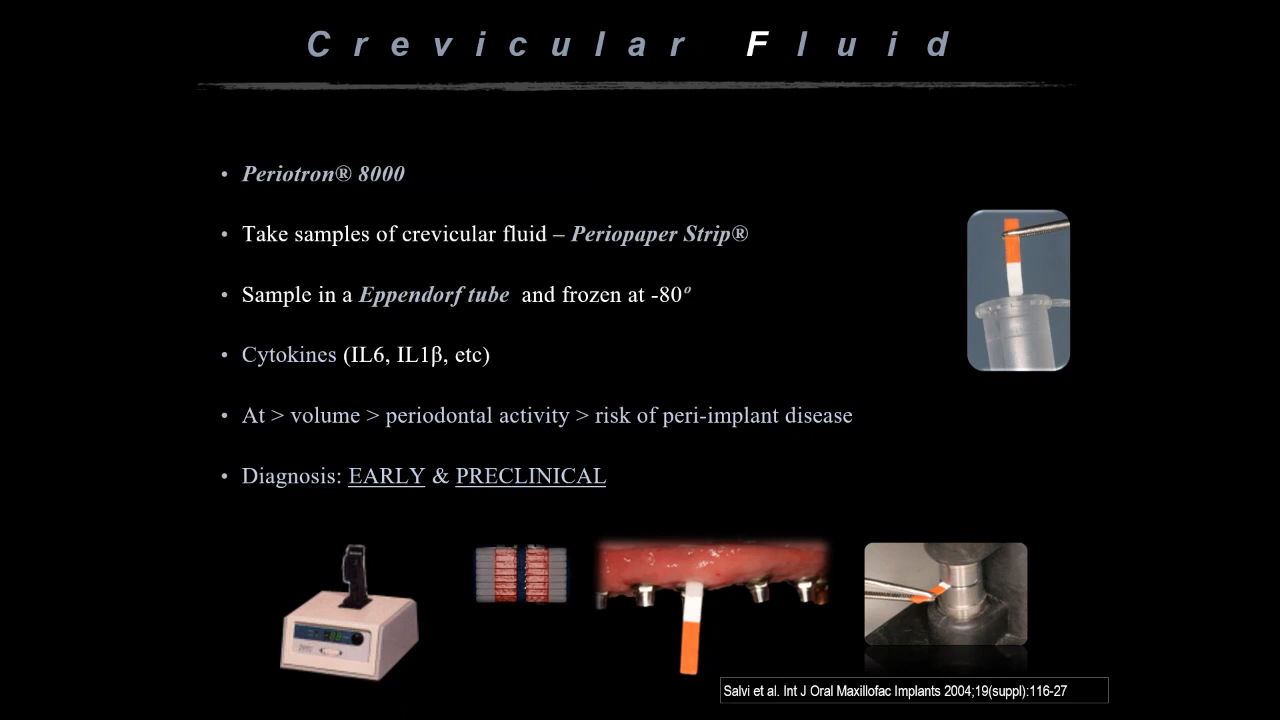 Crevicular Fluid
• Periotron® 8000
• Take samples of crevicular fluid – Periopaper Strip®
• Sample in a Eppendorf tube and frozen at -80º
• Cytokines (IL6, IL1β, etc)
• At > volume > periodontal activity > risk of peri-implant disease
• Diagnosis: EARLY & PRECLINICAL
Salvi et al. Int J Oral Maxillofac Implants 2004;19(suppl):116-27